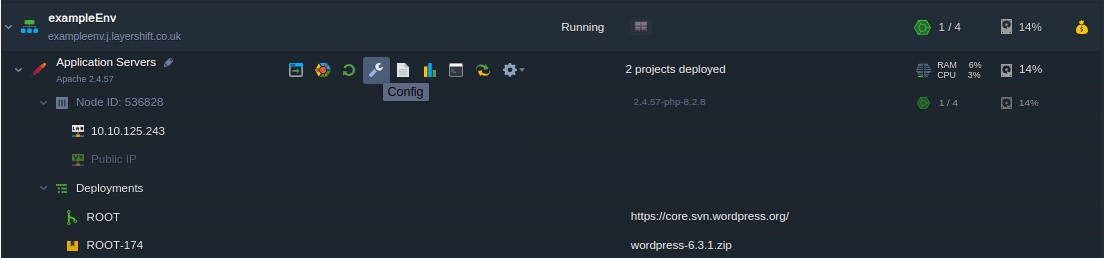 exampleEnv
exampleenv.j.layershift.co.uk
Running
1 / 4
14%
Application Servers
Apache 2.4.57
2 projects deployed
RAM 6%
CPU 3%
14%
Config
Node ID: 536828
2.4.57-php-8.2.8
1 / 4
14%
10.10.125.243
Public IP
Deployments
ROOT
https://core.svn.wordpress.org/
ROOT-174
wordpress-6.3.1.zip